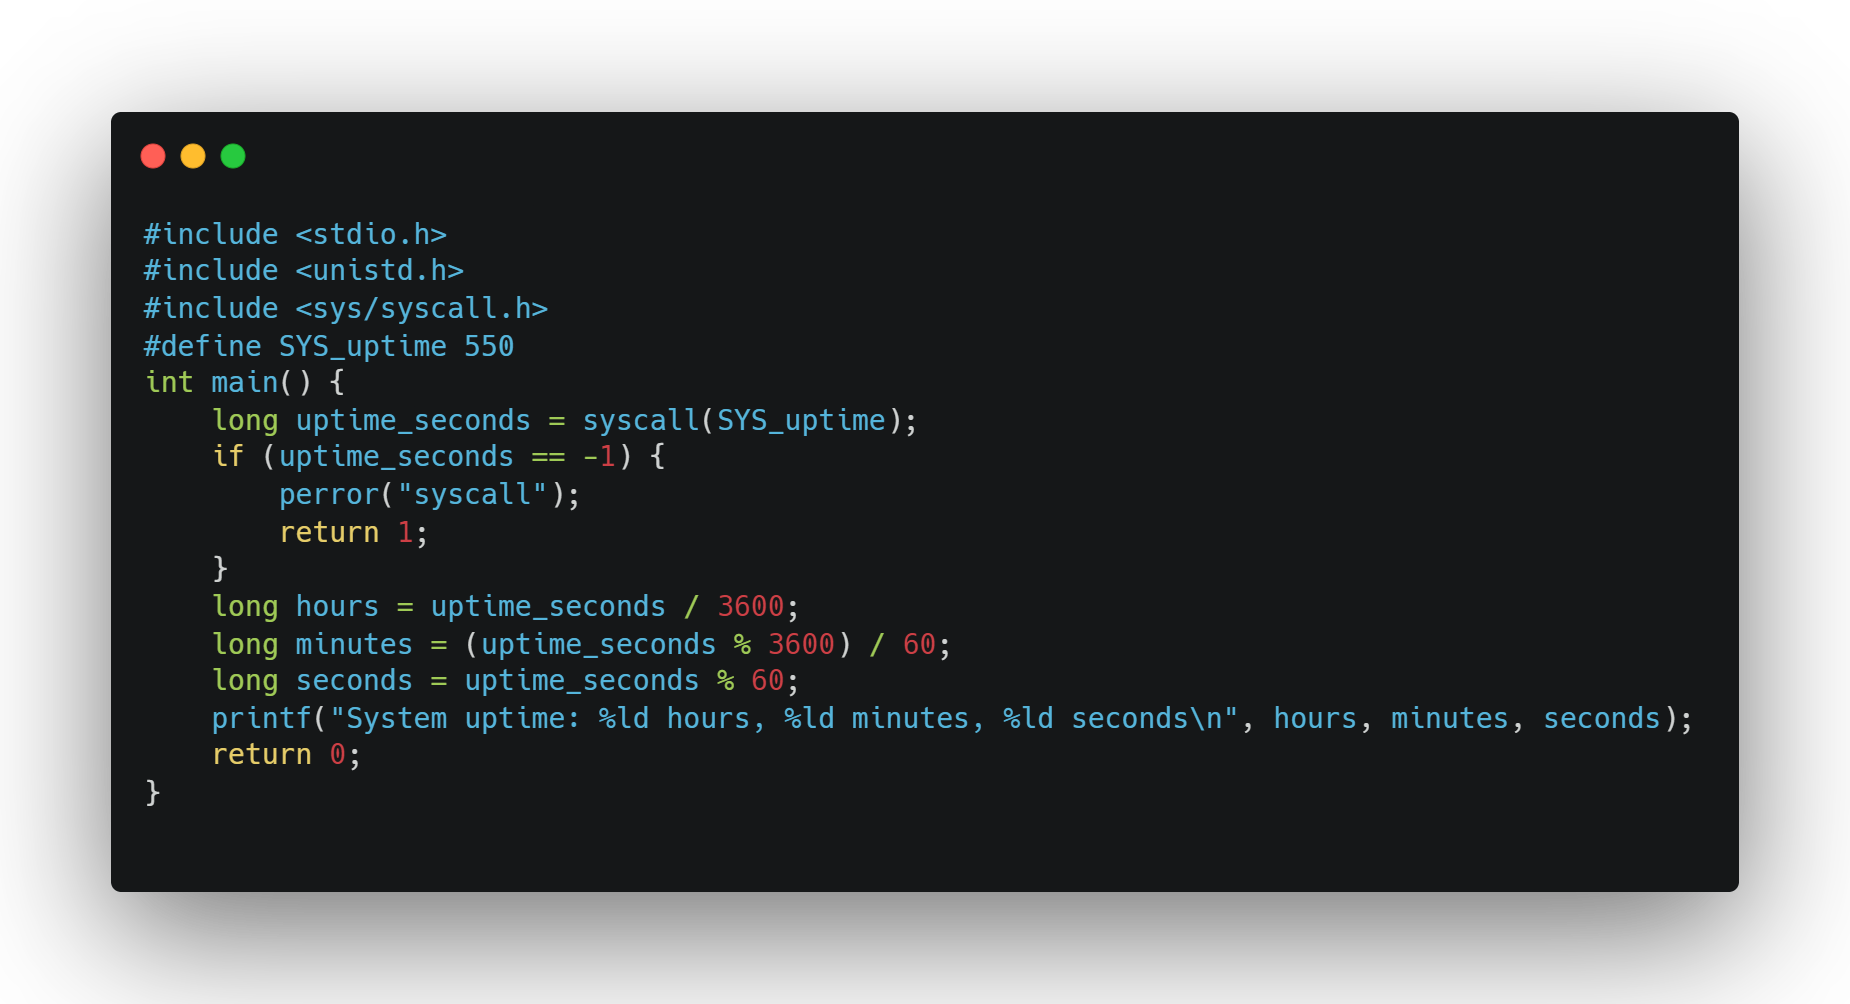 #include <stdio.h>
#include <unistd.h>
#include <sys/syscall.h>
#define SYS_uptime 550
int main() {
    long uptime_seconds = syscall(SYS_uptime);
    if (uptime_seconds == -1) {
        perror("syscall");
        return 1;
    }
    long hours = uptime_seconds / 3600;
    long minutes = (uptime_seconds % 3600) / 60;
    long seconds = uptime_seconds % 60;
    printf("System uptime: %ld hours, %ld minutes, %ld seconds\n", hours, minutes, seconds);
    return 0;
}